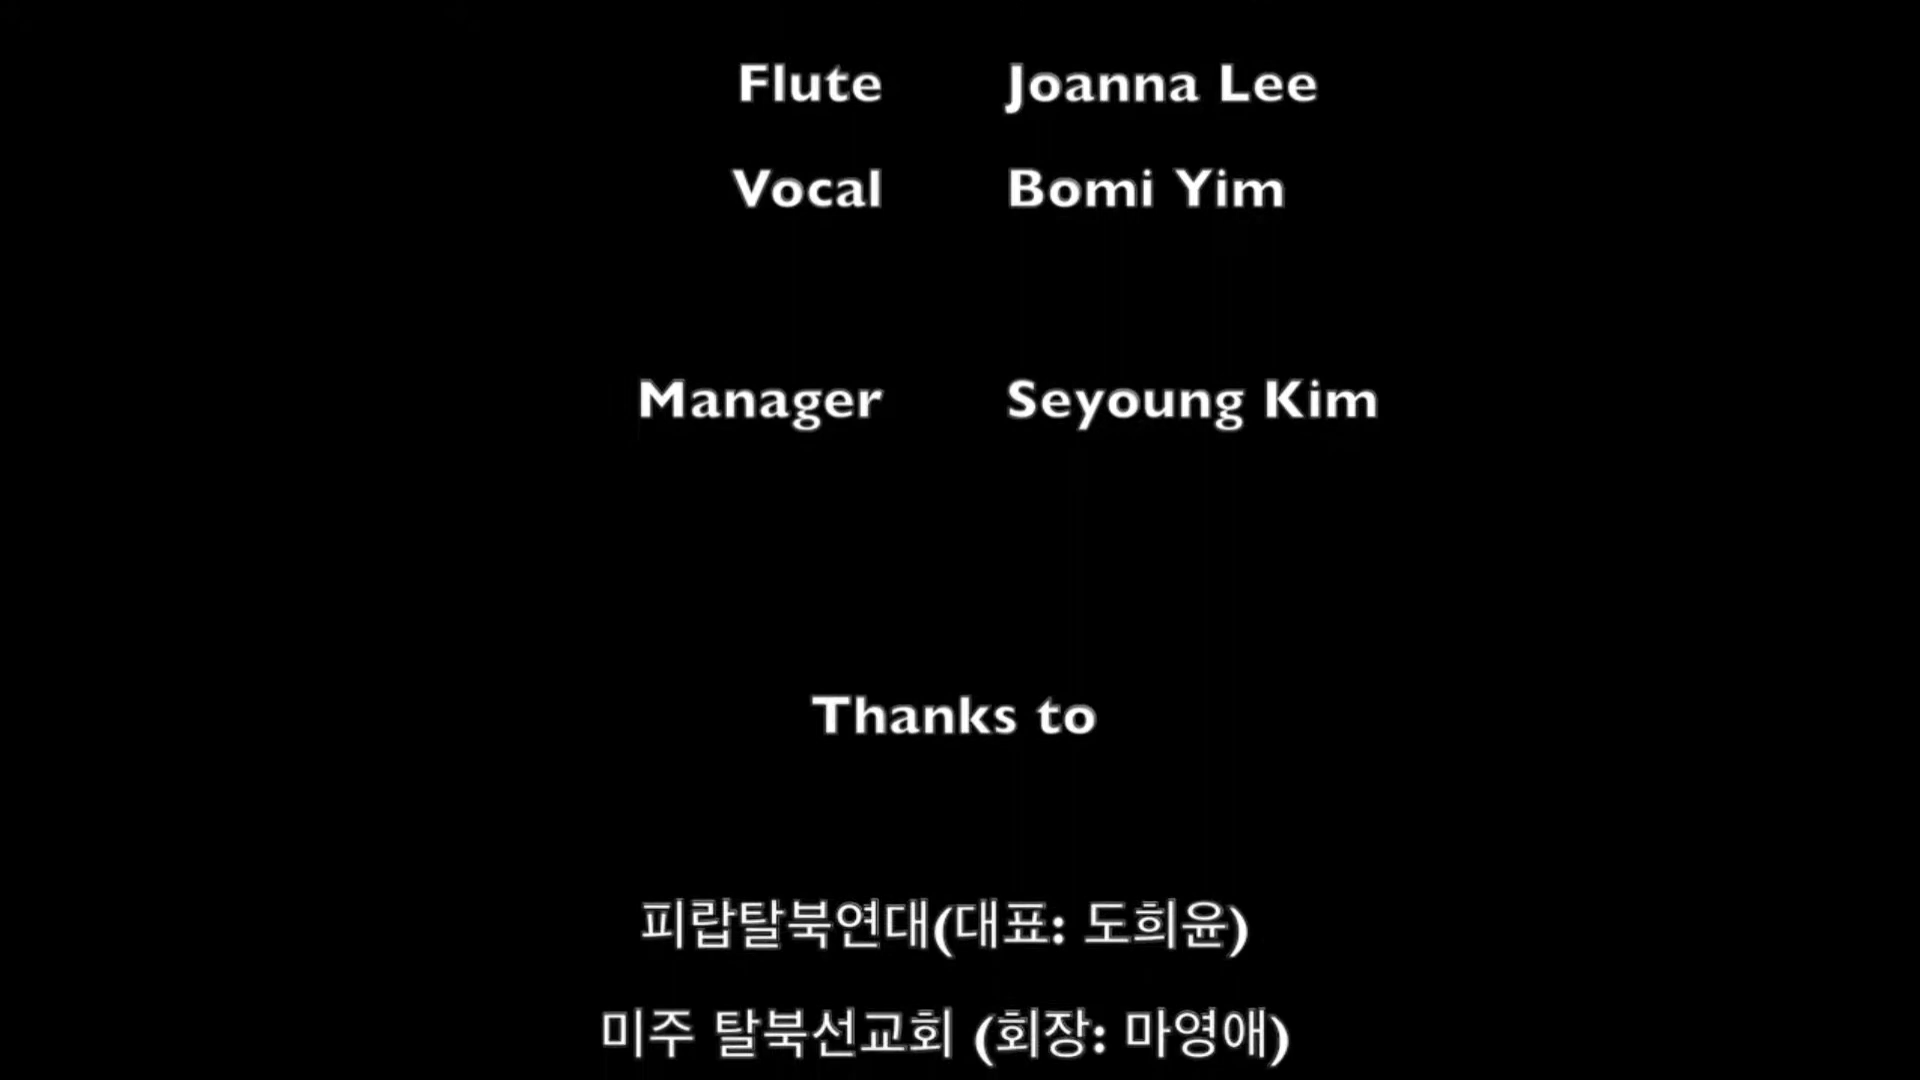 Flute Joanna Lee
Vocal Bomi Yim
Manager Seyoung Kim
Thanks to
피랍탈북연대(대표: 도희윤)
미주 탈북선교회 (회장: 마영애)